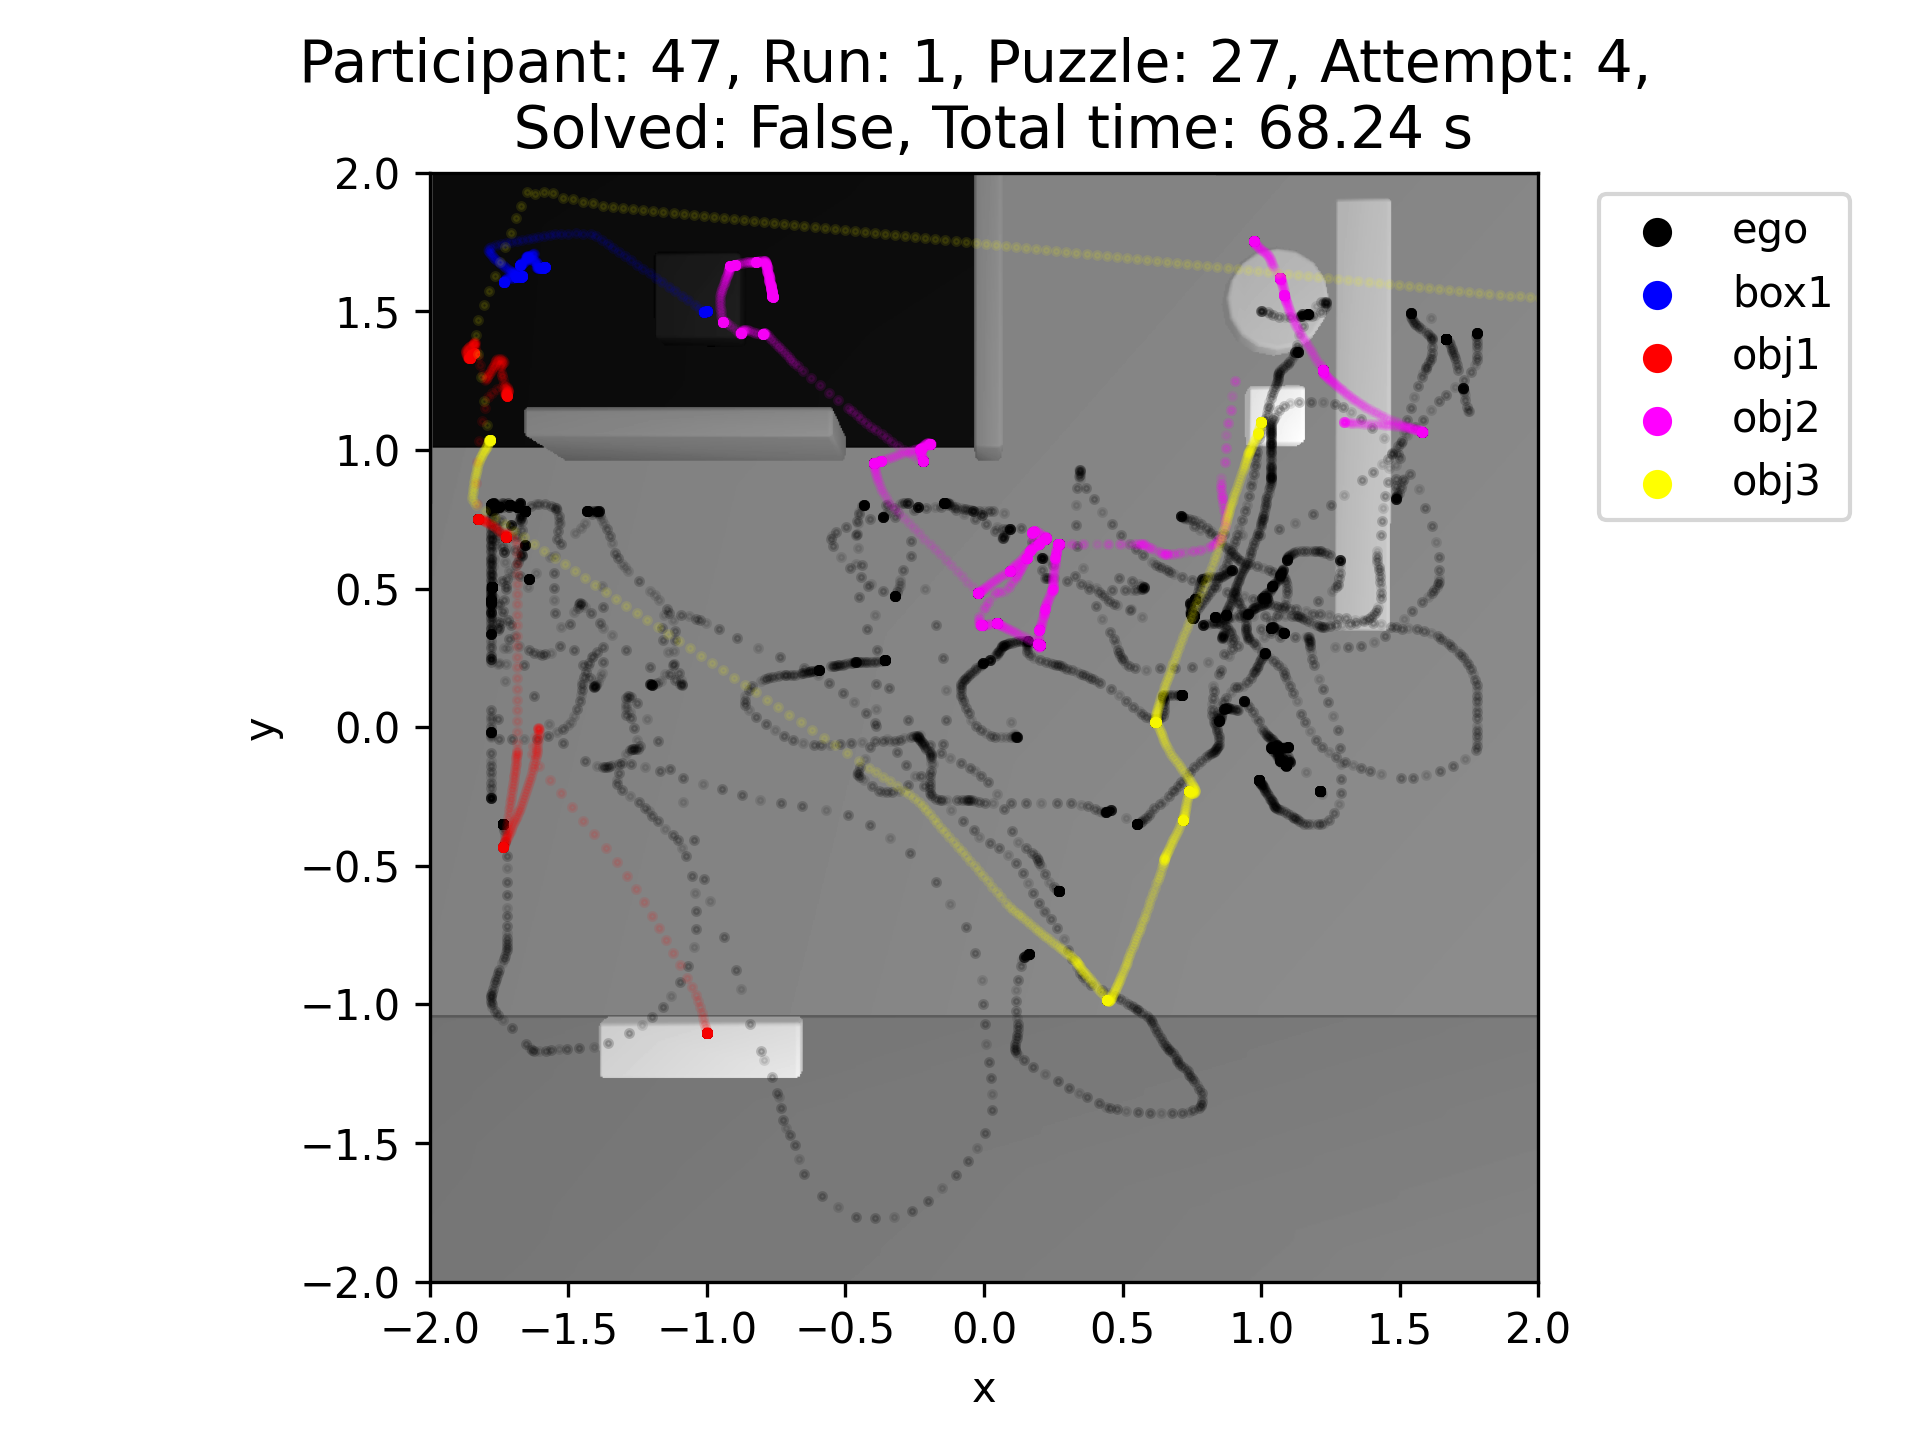 Participant: 47, Run: 1, Puzzle: 27, Attempt: 4,
Solved: False, Total time: 68.24 s
2.0
1.5
1.0
0.5
0.0
−0.5
−1.0
−1.5
−2.0
y
−2.0 −1.5 −1.0 −0.5 0.0 0.5 1.0 1.5 2.0
x
ego
box1
obj1
obj2
obj3